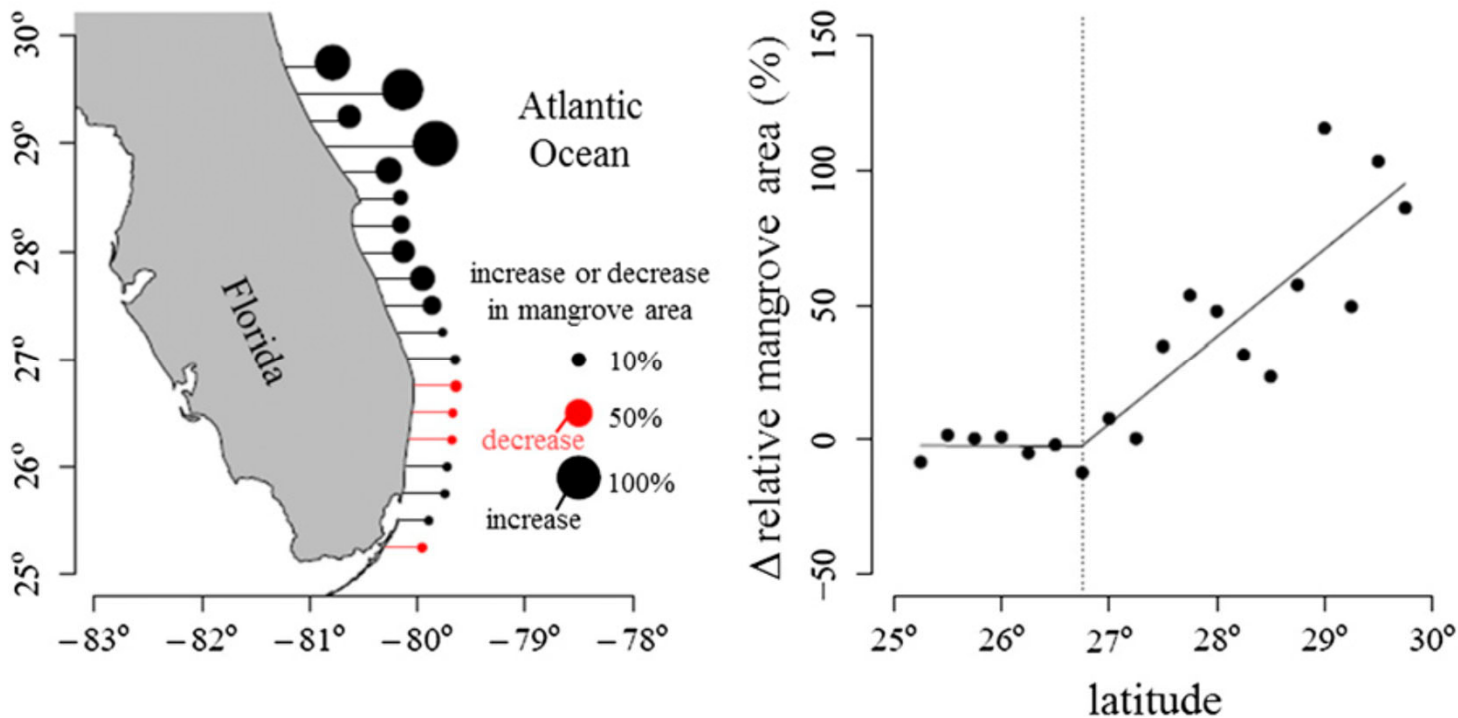 30°
29°
28°
27°
26°
25°
−83°
−82°
−81°
−80°
−79°
−78°
Florida
Atlantic
Ocean
increase or decrease
in mangrove area
10%
50%
decrease
100%
increase
Δ relative mangrove area (%)
150
100
50
0
−50
25°
26°
27°
28°
29°
30°
latitude